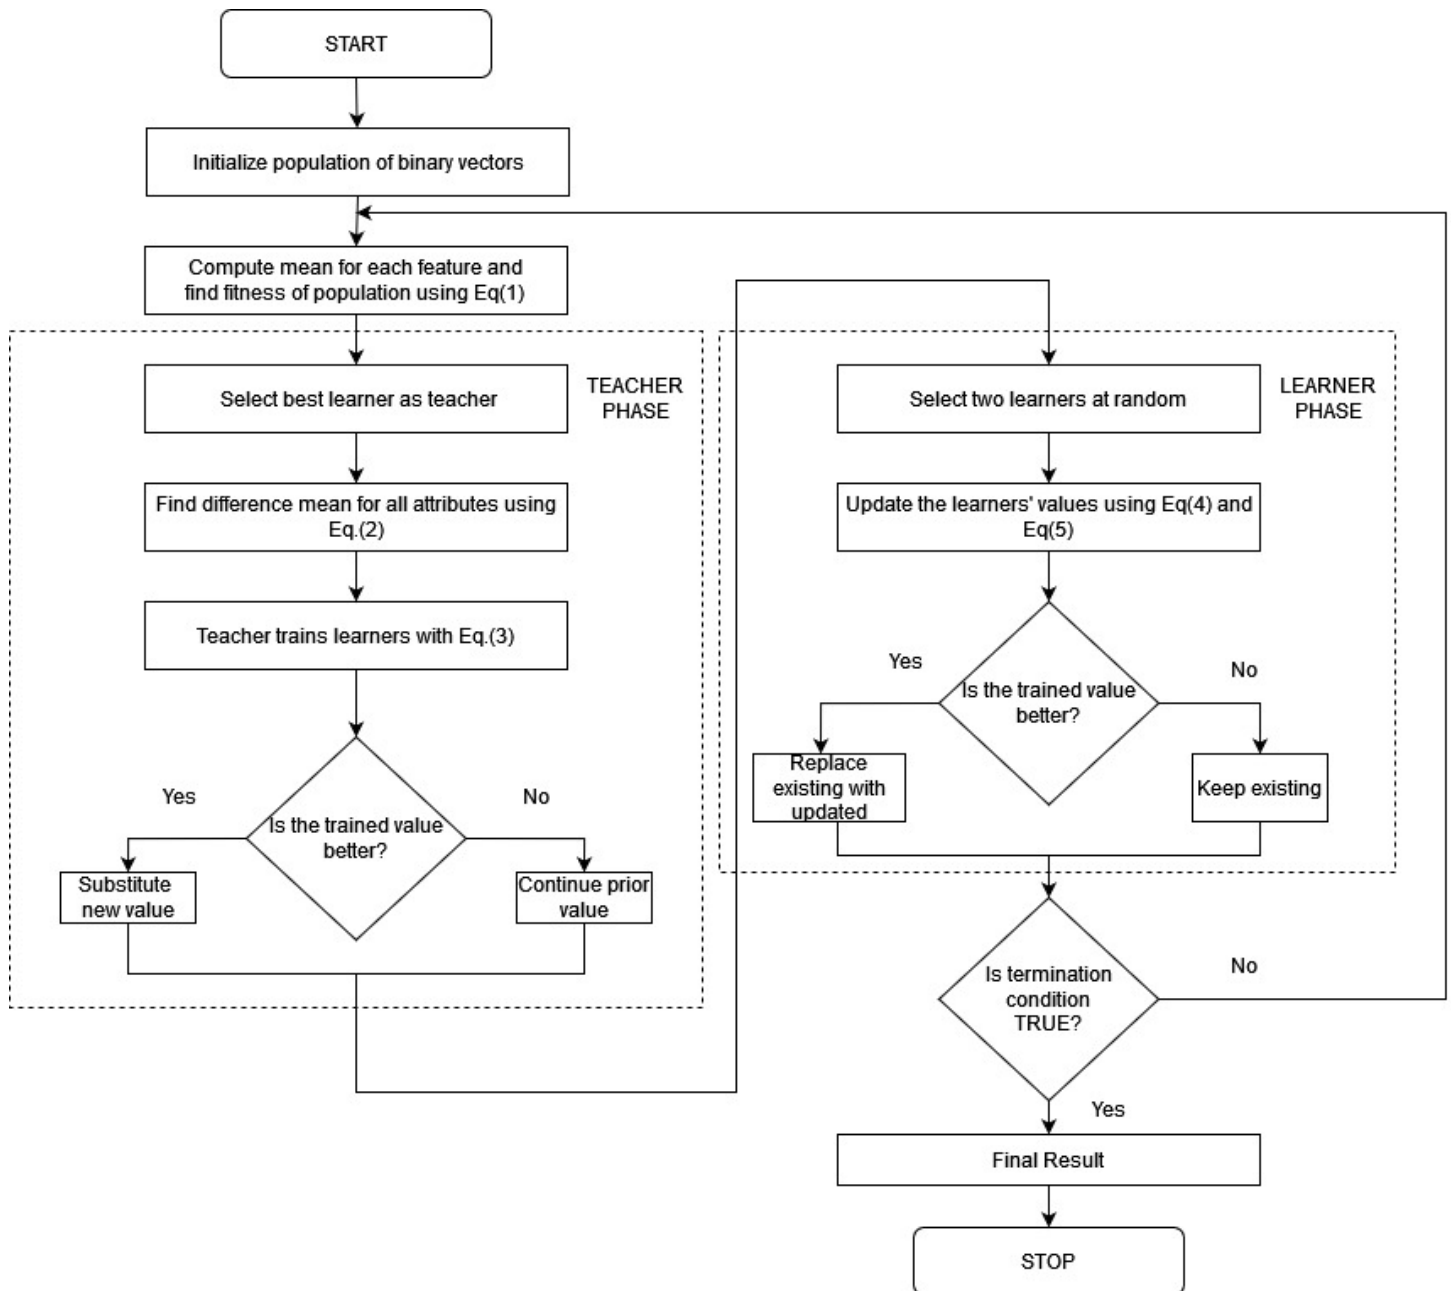 START
Initialize population of binary vectors
Compute mean for each feature and
find fitness of population using Eq(1)
TEACHER
PHASE
Select best learner as teacher
Find difference mean for all attributes using
Eq.(2)
Teacher trains learners with Eq.(3)
Is the trained value
better?
Yes
No
Substitute
new value
Continue prior
value
LEARNER
PHASE
Select two learners at random
Update the learners' values using Eq(4) and
Eq(5)
Is the trained value
better?
Yes
No
Replace
existing with
updated
Keep existing
Is termination
condition
TRUE?
No
Yes
Final Result
STOP